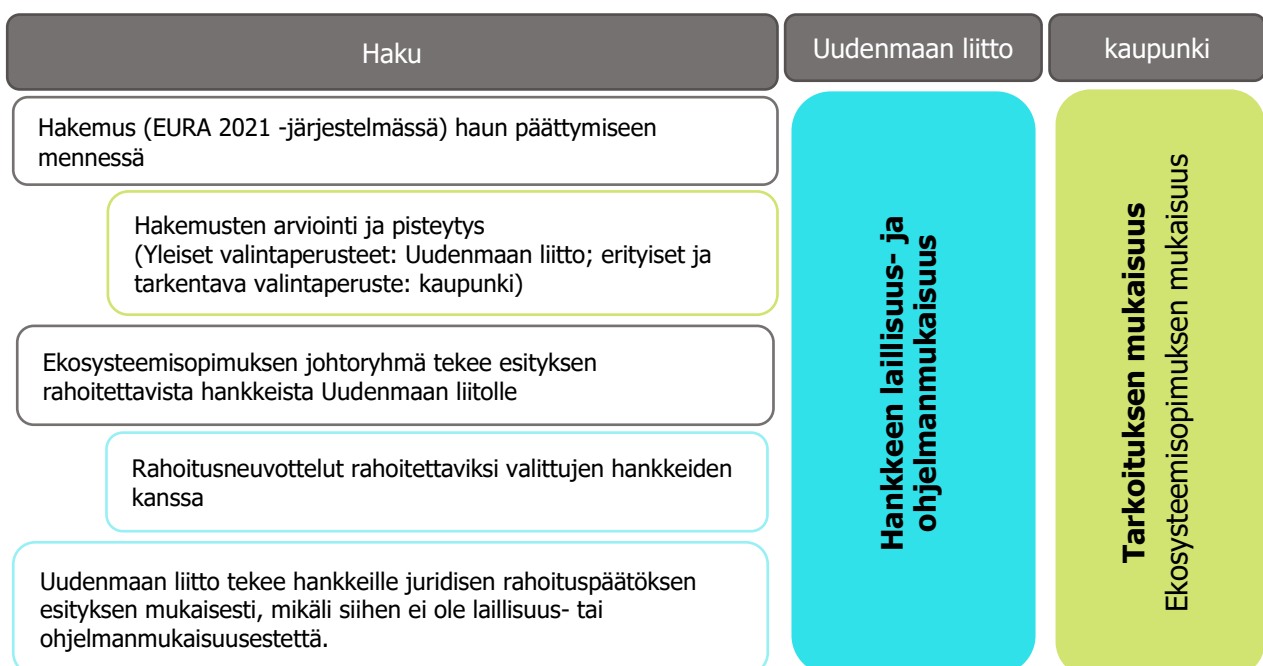 Haku
Uudenmaan liitto
kaupunki
Hakemus (EURA 2021 -järjestelmässä) haun päättymiseen
mennessä
Hakemusten arviointi ja pisteytys
(Yleiset valintaperusteet: Uudenmaan liitto; erityiset ja
tarkentava valintaperuste: kaupunki)
Ekosysteemisopimuksen johtoryhmä tekee esityksen
rahoitettavista hankkeista Uudenmaan liitolle
Rahoitusneuvottelut rahoitettaviksi valittujen hankkeiden
kanssa
Uudenmaan liitto tekee hankkeille juridisen rahoituspäätöksen
esityksen mukaisesti, mikäli siihen ei ole laillisuus- tai
ohjelmanmukaisuusestettä.
Hankkeen laillisuus- ja
ohjelmanmukaisuus
Tarkoituksen mukaisuus
Ekosysteemisopimuksen mukaisuus